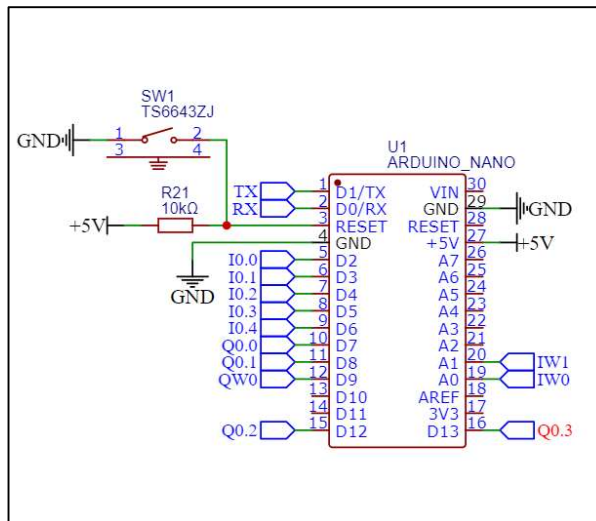 SW1
TS6643ZJ
GND 1 2
3 4
U1
ARDUINO_NANO
R21
10kΩ
+5V
TX 1 D1/TX VIN 30
RX 2 D0/RX GND 29 GND
3 RESET RESET 28
4 GND +5V 27 +5V
GND
I0.0 5 D2 A7 26
I0.1 6 D3 A6 25
I0.2 7 D4 A5 24
I0.3 8 D5 A4 23
I0.4 9 D6 A3 22
Q0.0 10 D7 A2 21
Q0.1 11 D8 A1 20 IW1
QW0 12 D9 A0 19 IW0
13 D10 AREF 18
14 D11 3V3 17
Q0.2 15 D12 D13 16 Q0.3